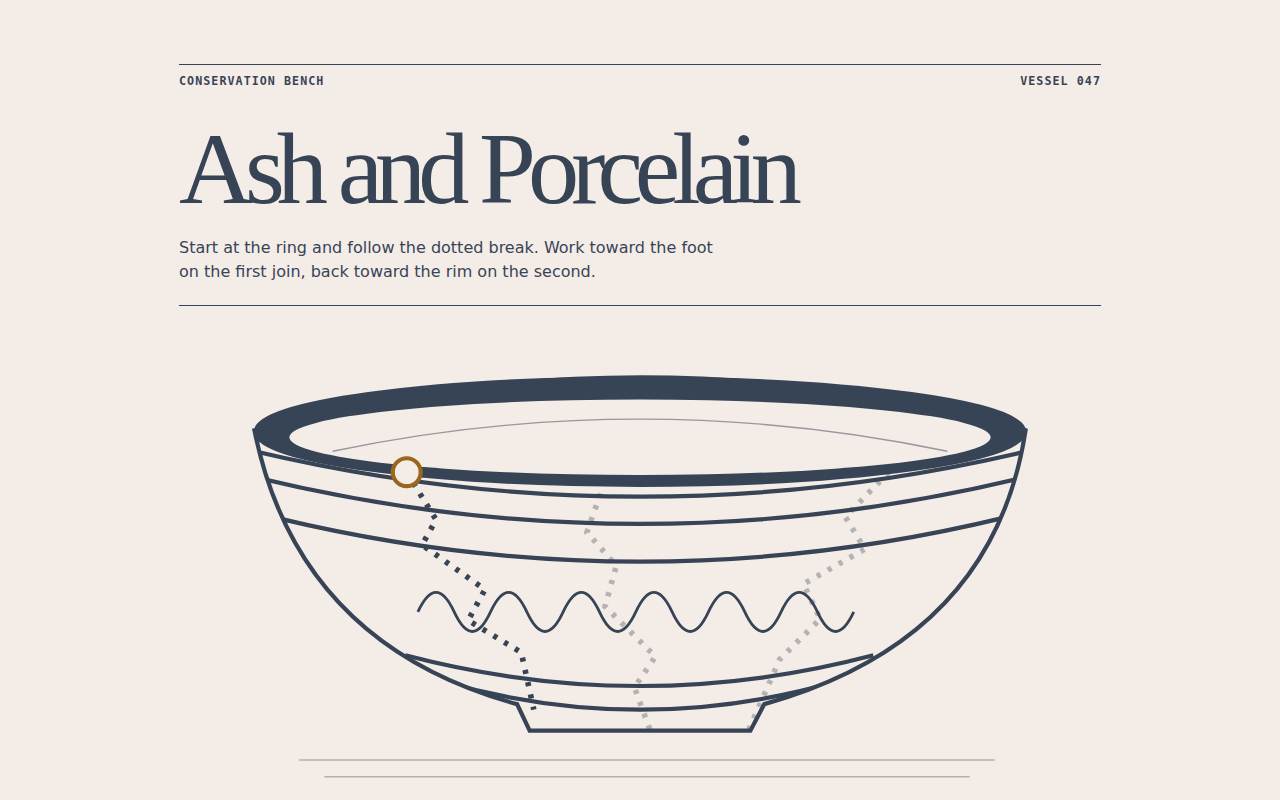 CONSERVATION BENCH
VESSEL 047
Ash and Porcelain
Start at the ring and follow the dotted break. Work toward the foot
on the first join, back toward the rim on the second.